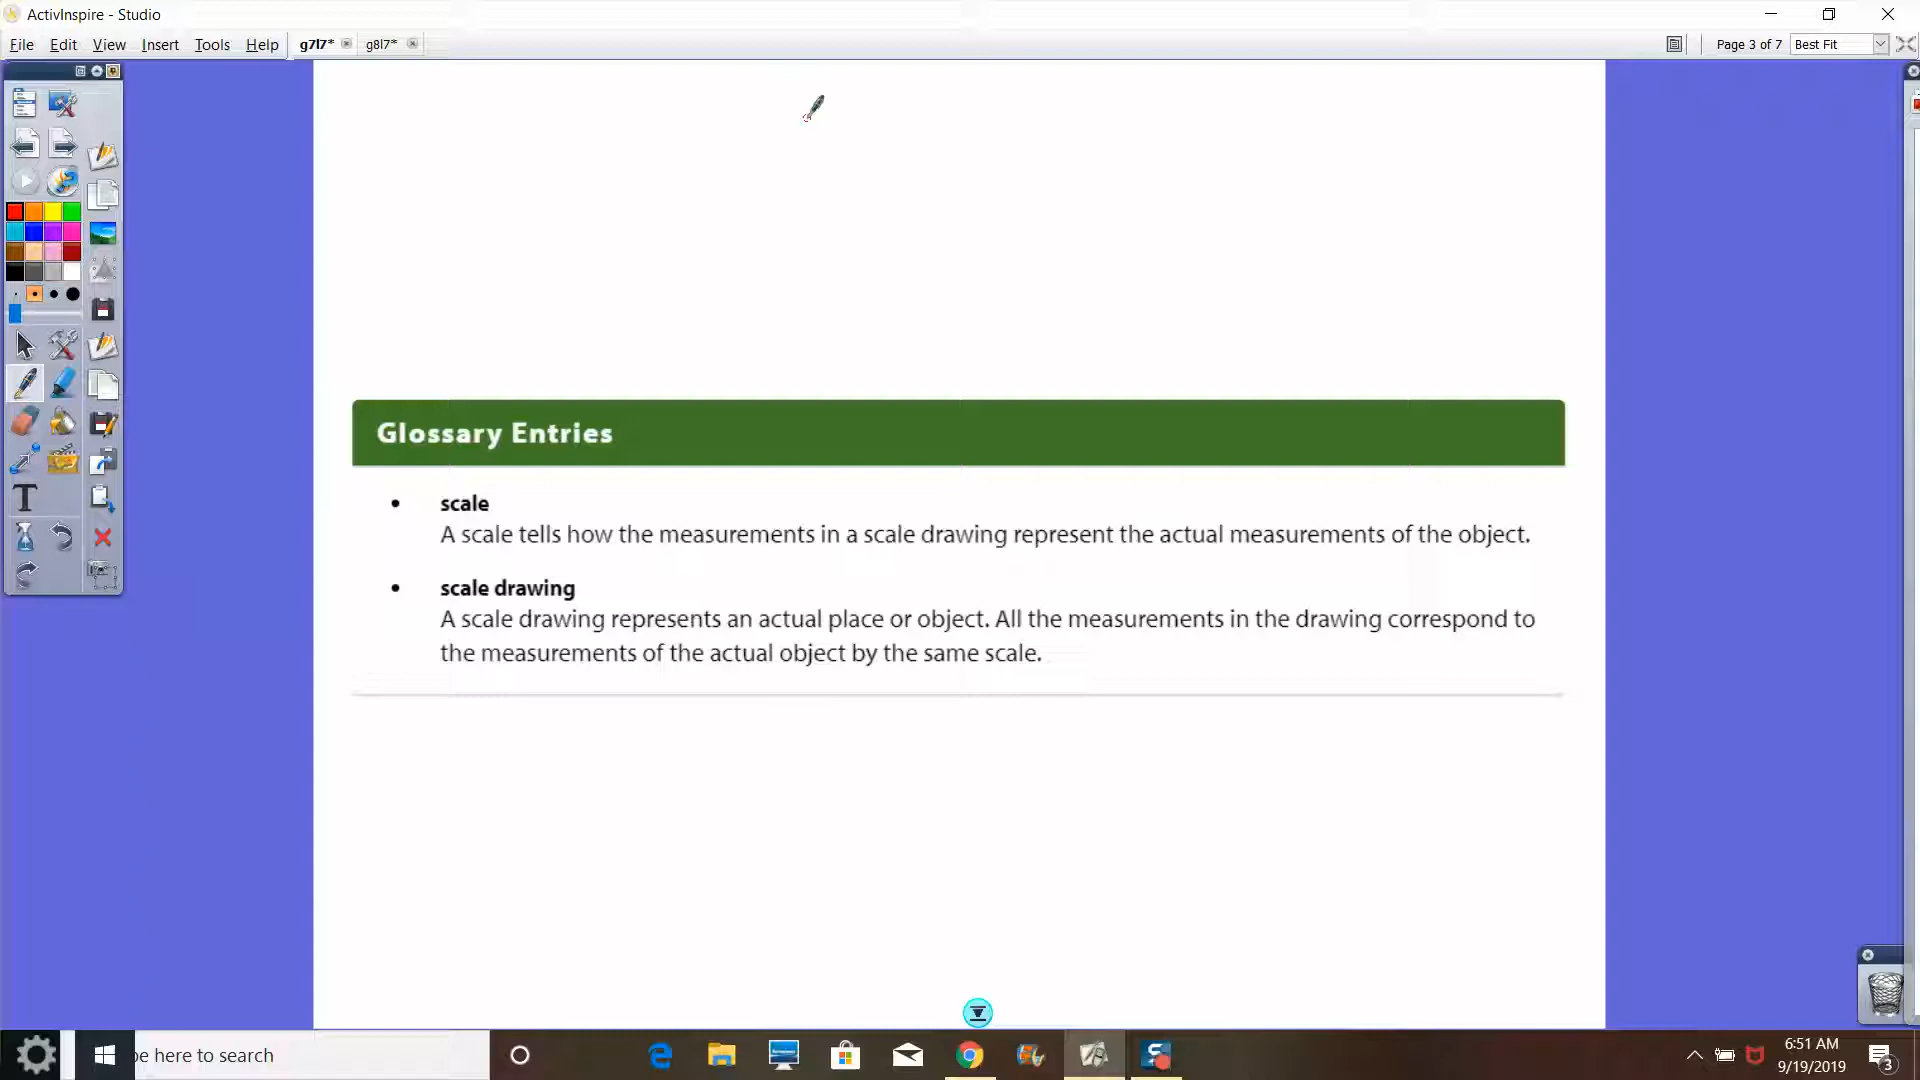 ActivInspire - Studio
File Edit View Insert Tools Help g7l7* g8l7* Page 3 of 7 Best Fit
Glossary Entries
• scale
A scale tells how the measurements in a scale drawing represent the actual measurements of the object.
• scale drawing
A scale drawing represents an actual place or object. All the measurements in the drawing correspond to
the measurements of the actual object by the same scale.
T
pe here to search
6:51 AM
9/19/2019
3